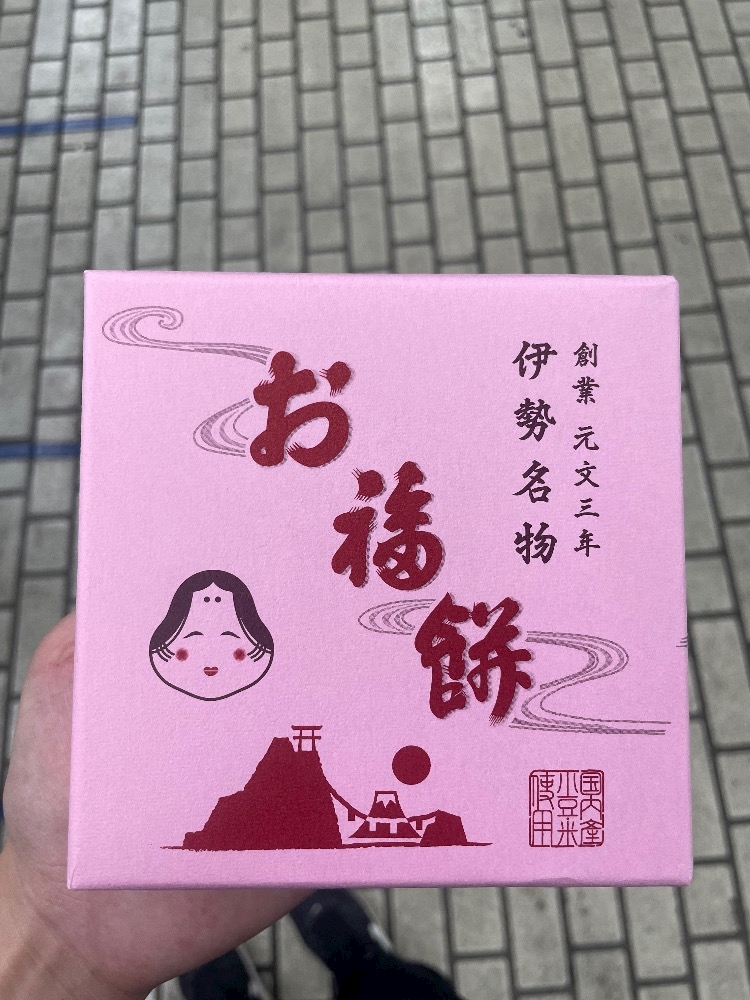 創業 元文三年
伊勢名物
お福餅
国内産
小豆米
使用